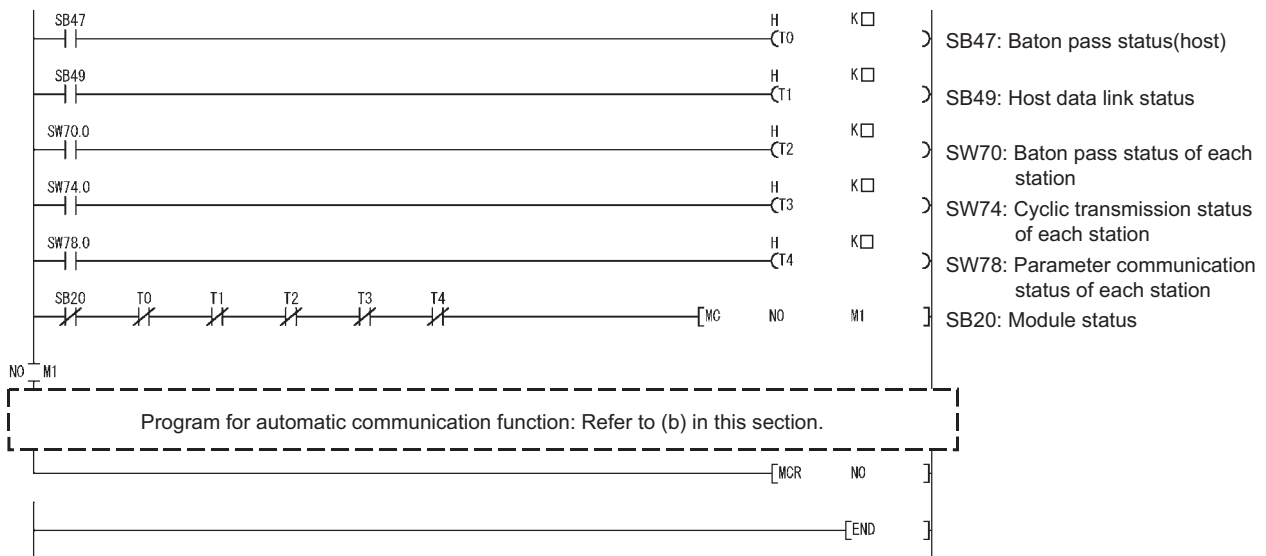 SB47 H K□
T0 SB47: Baton pass status(host)
SB49 H K□
T1 SB49: Host data link status
SW70.0 H K□
T2 SW70: Baton pass status of each
station
SW74.0 H K□
T3 SW74: Cyclic transmission status
of each station
SW78.0 H K□
T4 SW78: Parameter communication
status of each station
SB20 T0 T1 T2 T3 T4
MC N0 M1 SB20: Module status
N0 M1
Program for automatic communication function: Refer to (b) in this section.
MCR N0
END